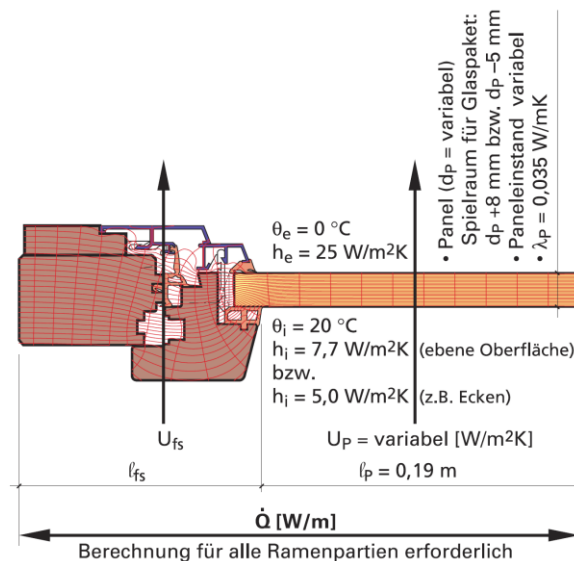 • Panel (dp = variabel)
Spielraum für Glaspaket:
dp +8 mm bzw. dp –5 mm
• Paneleinstand variabel
• λp = 0,035 W/mK
θe = 0 °C
he = 25 W/m2K
θi = 20 °C
hi = 7,7 W/m2K (ebene Oberfläche)
bzw.
hi = 5,0 W/m2K (z.B. Ecken)
Ufs
UP = variabel [W/m2K]
ℓfs
ℓP = 0,19 m
Q̇ [W/m]
Berechnung für alle Ramenpartien erforderlich